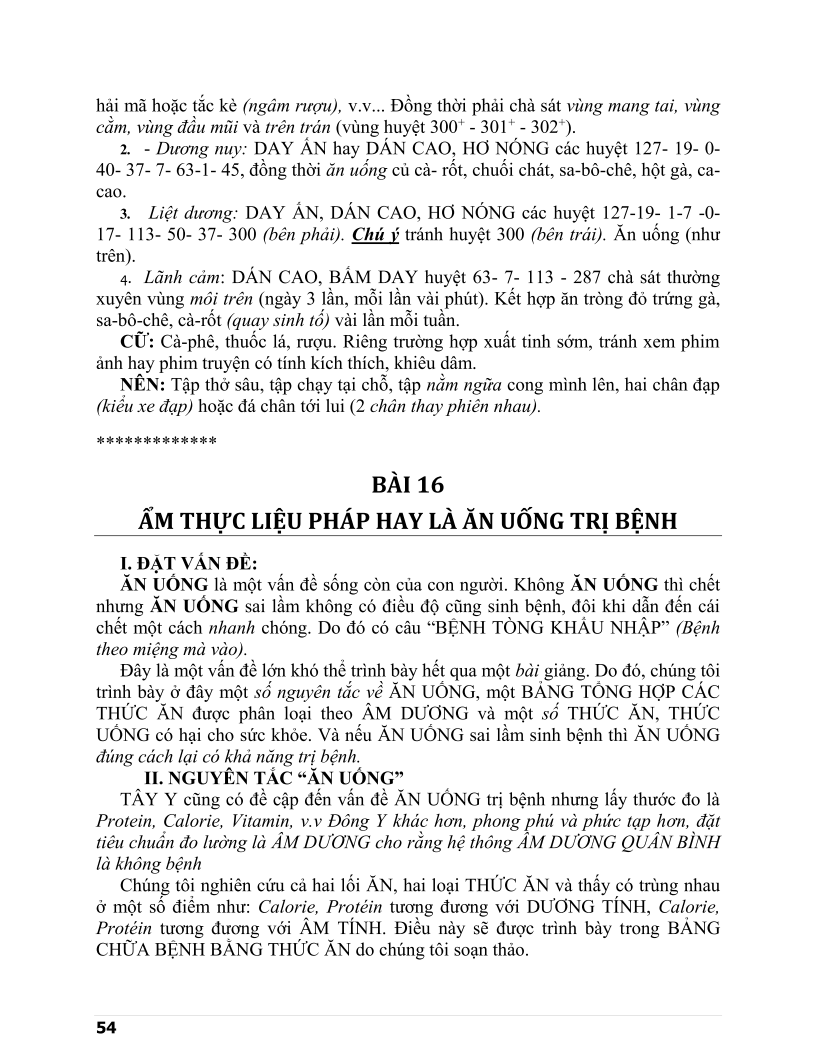 hải mã hoặc tắc kè (ngâm rượu), v.v... Đồng thời phải chà sát vùng mang tai, vùng
cằm, vùng đầu mũi và trên trán (vùng huyệt 300+ - 301+ - 302+).
2. - Dương nuy: DAY ẤN hay DÁN CAO, HƠ NÓNG các huyệt 127- 19- 0-
40- 37- 7- 63-1- 45, đồng thời ăn uống củ cà- rốt, chuối chát, sa-bô-chê, hột gà, ca-
cao.
3. Liệt dương: DAY ẤN, DÁN CAO, HƠ NÓNG các huyệt 127-19- 1-7 -0-
17- 113- 50- 37- 300 (bên phải). Chú ý tránh huyệt 300 (bên trái). Ăn uống (như
trên).
4. Lãnh cảm: DÁN CAO, BẤM DAY huyệt 63- 7- 113 - 287 chà sát thường
xuyên vùng môi trên (ngày 3 lần, mỗi lần vài phút). Kết hợp ăn tròng đỏ trứng gà,
sa-bô-chê, cà-rốt (quay sinh tố) vài lần mỗi tuần.
CỮ: Cà-phê, thuốc lá, rượu. Riêng trường hợp xuất tinh sớm, tránh xem phim
ảnh hay phim truyện có tính kích thích, khiêu dâm.
NÊN: Tập thở sâu, tập chạy tại chỗ, tập nằm ngữa cong mình lên, hai chân đạp
(kiểu xe đạp) hoặc đá chân tới lui (2 chân thay phiên nhau).
*************
BÀI 16
ẨM THỰC LIỆU PHÁP HAY LÀ ĂN UỐNG TRỊ BỆNH
I. ĐẶT VẤN ĐỀ:
ĂN UỐNG là một vấn đề sống còn của con người. Không ĂN UỐNG thì chết
nhưng ĂN UỐNG sai lầm không có điều độ cũng sinh bệnh, đôi khi dẫn đến cái
chết một cách nhanh chóng. Do đó có câu “BỆNH TÒNG KHẨU NHẬP” (Bệnh
theo miệng mà vào).
Đây là một vấn đề lớn khó thể trình bày hết qua một bài giảng. Do đó, chúng tôi
trình bày ở đây một số nguyên tắc về ĂN UỐNG, một BẢNG TỔNG HỢP CÁC
THỨC ĂN được phân loại theo ÂM DƯƠNG và một số THỨC ĂN, THỨC
UỐNG có hại cho sức khỏe. Và nếu ĂN UỐNG sai lầm sinh bệnh thì ĂN UỐNG
đúng cách lại có khả năng trị bệnh.
II. NGUYÊN TẮC “ĂN UỐNG”
TÂY Y cũng có đề cập đến vấn đề ĂN UỐNG trị bệnh nhưng lấy thước đo là
Protein, Calorie, Vitamin, v.v Đông Y khác hơn, phong phú và phức tạp hơn, đặt
tiêu chuẩn đo lường là ÂM DƯƠNG cho rằng hệ thông ÂM DƯƠNG QUÂN BÌNH
là không bệnh
Chúng tôi nghiên cứu cả hai lối ĂN, hai loại THỨC ĂN và thấy có trùng nhau
ở một số điểm như: Calorie, Protéin tương đương với DƯƠNG TÍNH, Calorie,
Protéin tương đương với ÂM TÍNH. Điều này sẽ được trình bày trong BẢNG
CHỮA BỆNH BẰNG THỨC ĂN do chúng tôi soạn thảo.
54